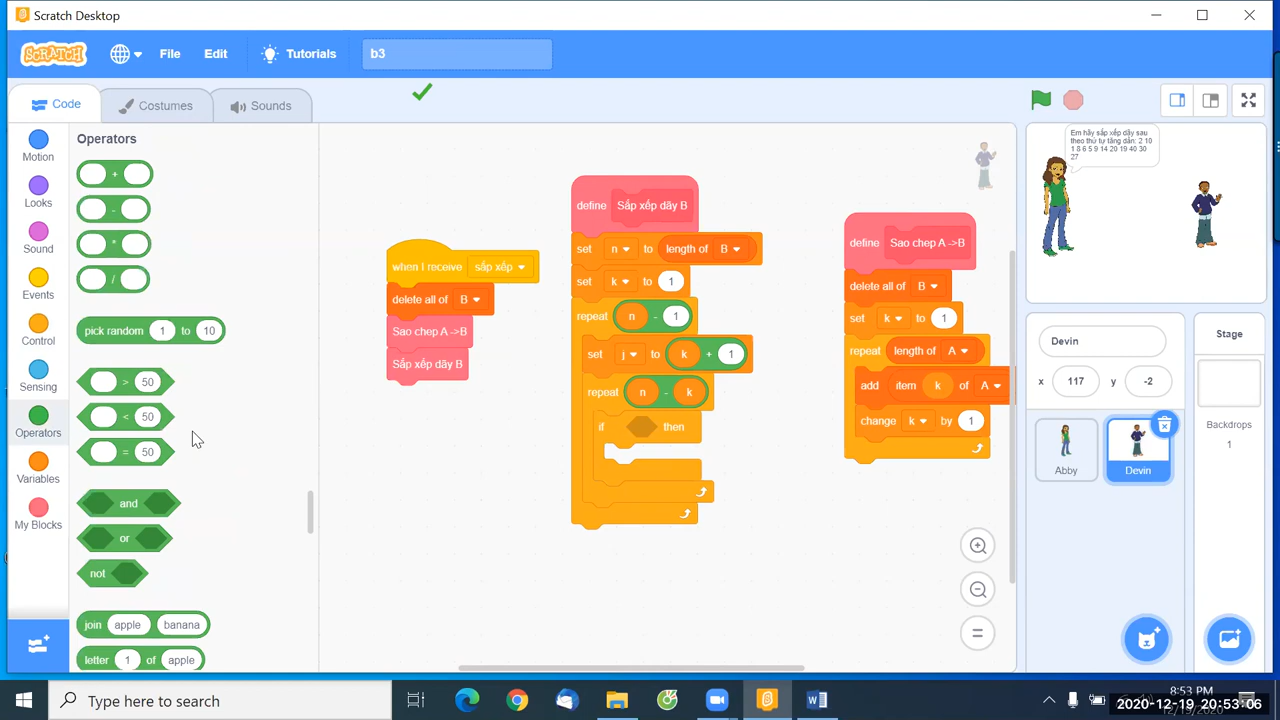 Scratch Desktop
SCRATCH
File
Edit
Tutorials
b3
Code
Costumes
Sounds
Motion
Looks
Sound
Events
Control
Sensing
Operators
Variables
My Blocks
Operators
+
-
*
/
pick random 1 to 10
> 50
< 50
= 50
and
or
not
join apple banana
letter 1 of apple
when I receive sắp xếp
delete all of B
Sao chep A ->B
Sắp xếp dãy B
define Sắp xếp dãy B
set n to length of B
set k to 1
repeat n - 1
set j to k + 1
repeat n - k
if then
define Sao chep A ->B
delete all of B
set k to 1
repeat length of A
add item k of A
change k by 1
Em hãy sắp xếp dãy sau
theo thứ tự tăng dần: 2 10
1 8 6 5 9 14 20 19 40 30
27
Devin
x 117 y -2
Abby
Devin
Stage
Backdrops
1
Type here to search
8:53 PM
2020-12-19 20:53:06